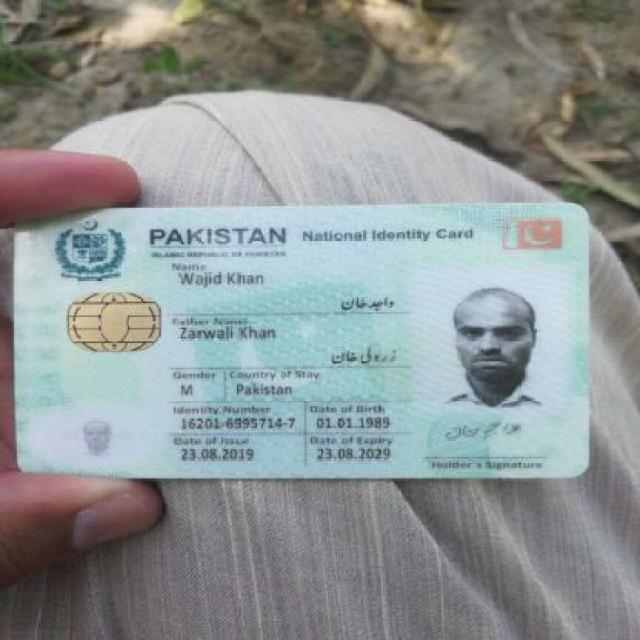 PAKISTAN National Identity Card
ISLAMIC REPUBLIC OF PAKISTAN
Name
Wajid Khan
واجد خان
Father Name
Zarwali Khan
زرولی خان
Gender Country of Stay
M Pakistan
Identity Number Date of Birth
16201-6995714-7 01.01.1989
Date of Issue Date of Expiry
23.08.2019 23.08.2029
Holder's Signature